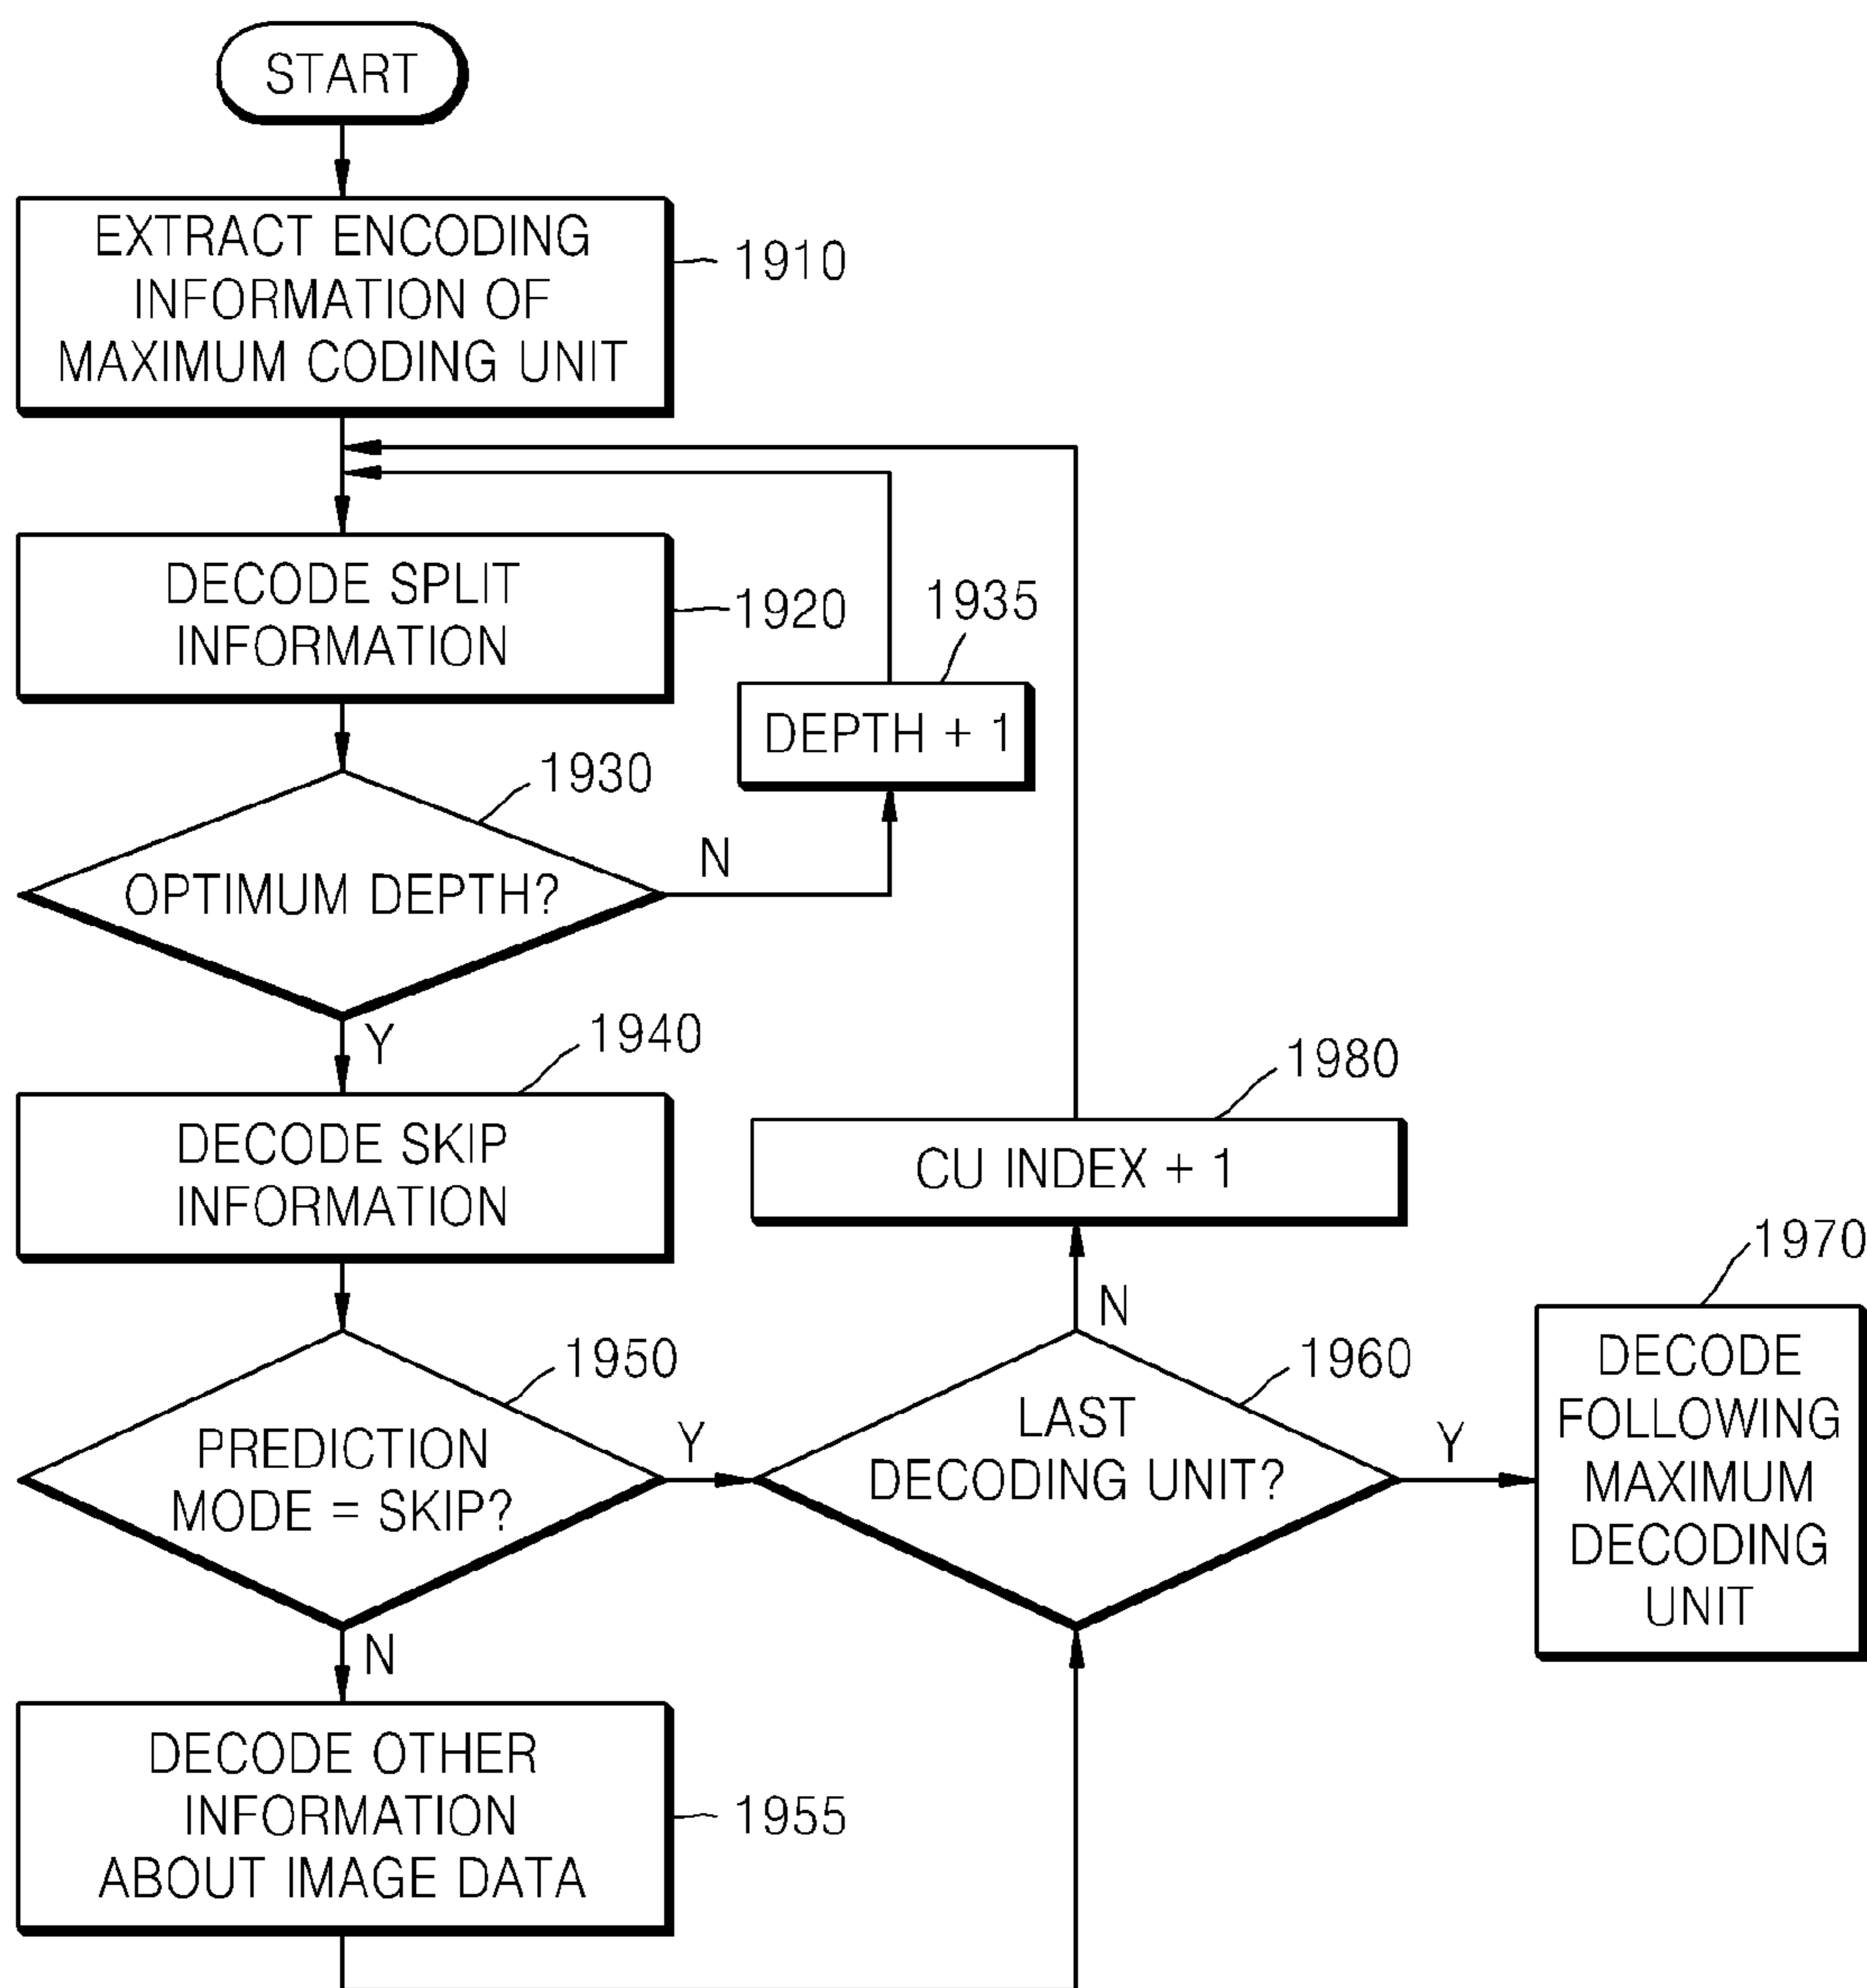 START
EXTRACT ENCODING
INFORMATION OF
MAXIMUM CODING UNIT
1910
DECODE SPLIT
INFORMATION
1920
1935
DEPTH + 1
1930
OPTIMUM DEPTH?
N
Y
1940
DECODE SKIP
INFORMATION
1980
CU INDEX + 1
N
1950
PREDICTION
MODE = SKIP?
Y
1960
LAST
DECODING UNIT?
Y
1970
DECODE
FOLLOWING
MAXIMUM
DECODING
UNIT
N
DECODE OTHER
INFORMATION
ABOUT IMAGE DATA
1955